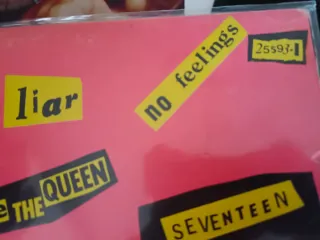 liar
no feelings
25593-1
e THE QUEEN
SEVENTEEN